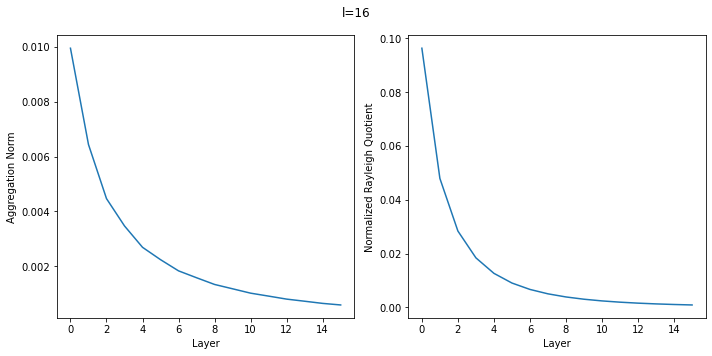 l=16
Aggregation Norm
0.010
0.008
0.006
0.004
0.002
0 2 4 6 8 10 12 14
Layer
Normalized Rayleigh Quotient
0.10
0.08
0.06
0.04
0.02
0.00
0 2 4 6 8 10 12 14
Layer